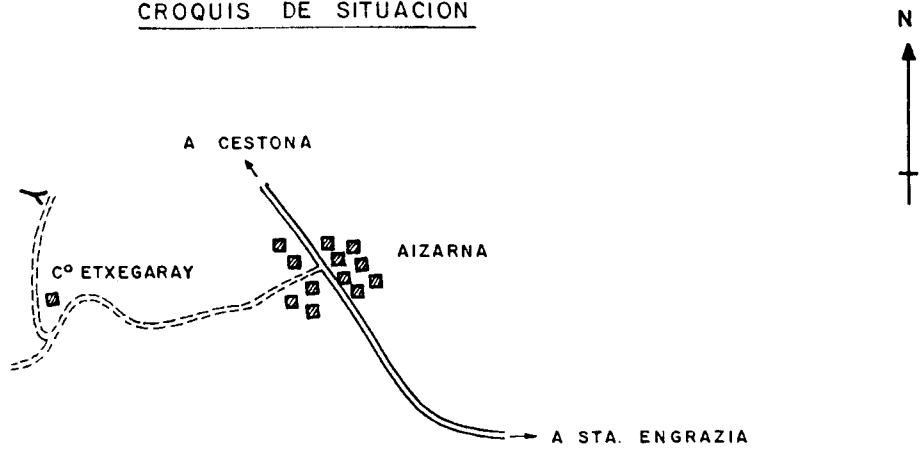 CROQUIS DE SITUACION
N
A CESTONA
AIZARNA
Cº ETXEGARAY
A STA. ENGRAZIA